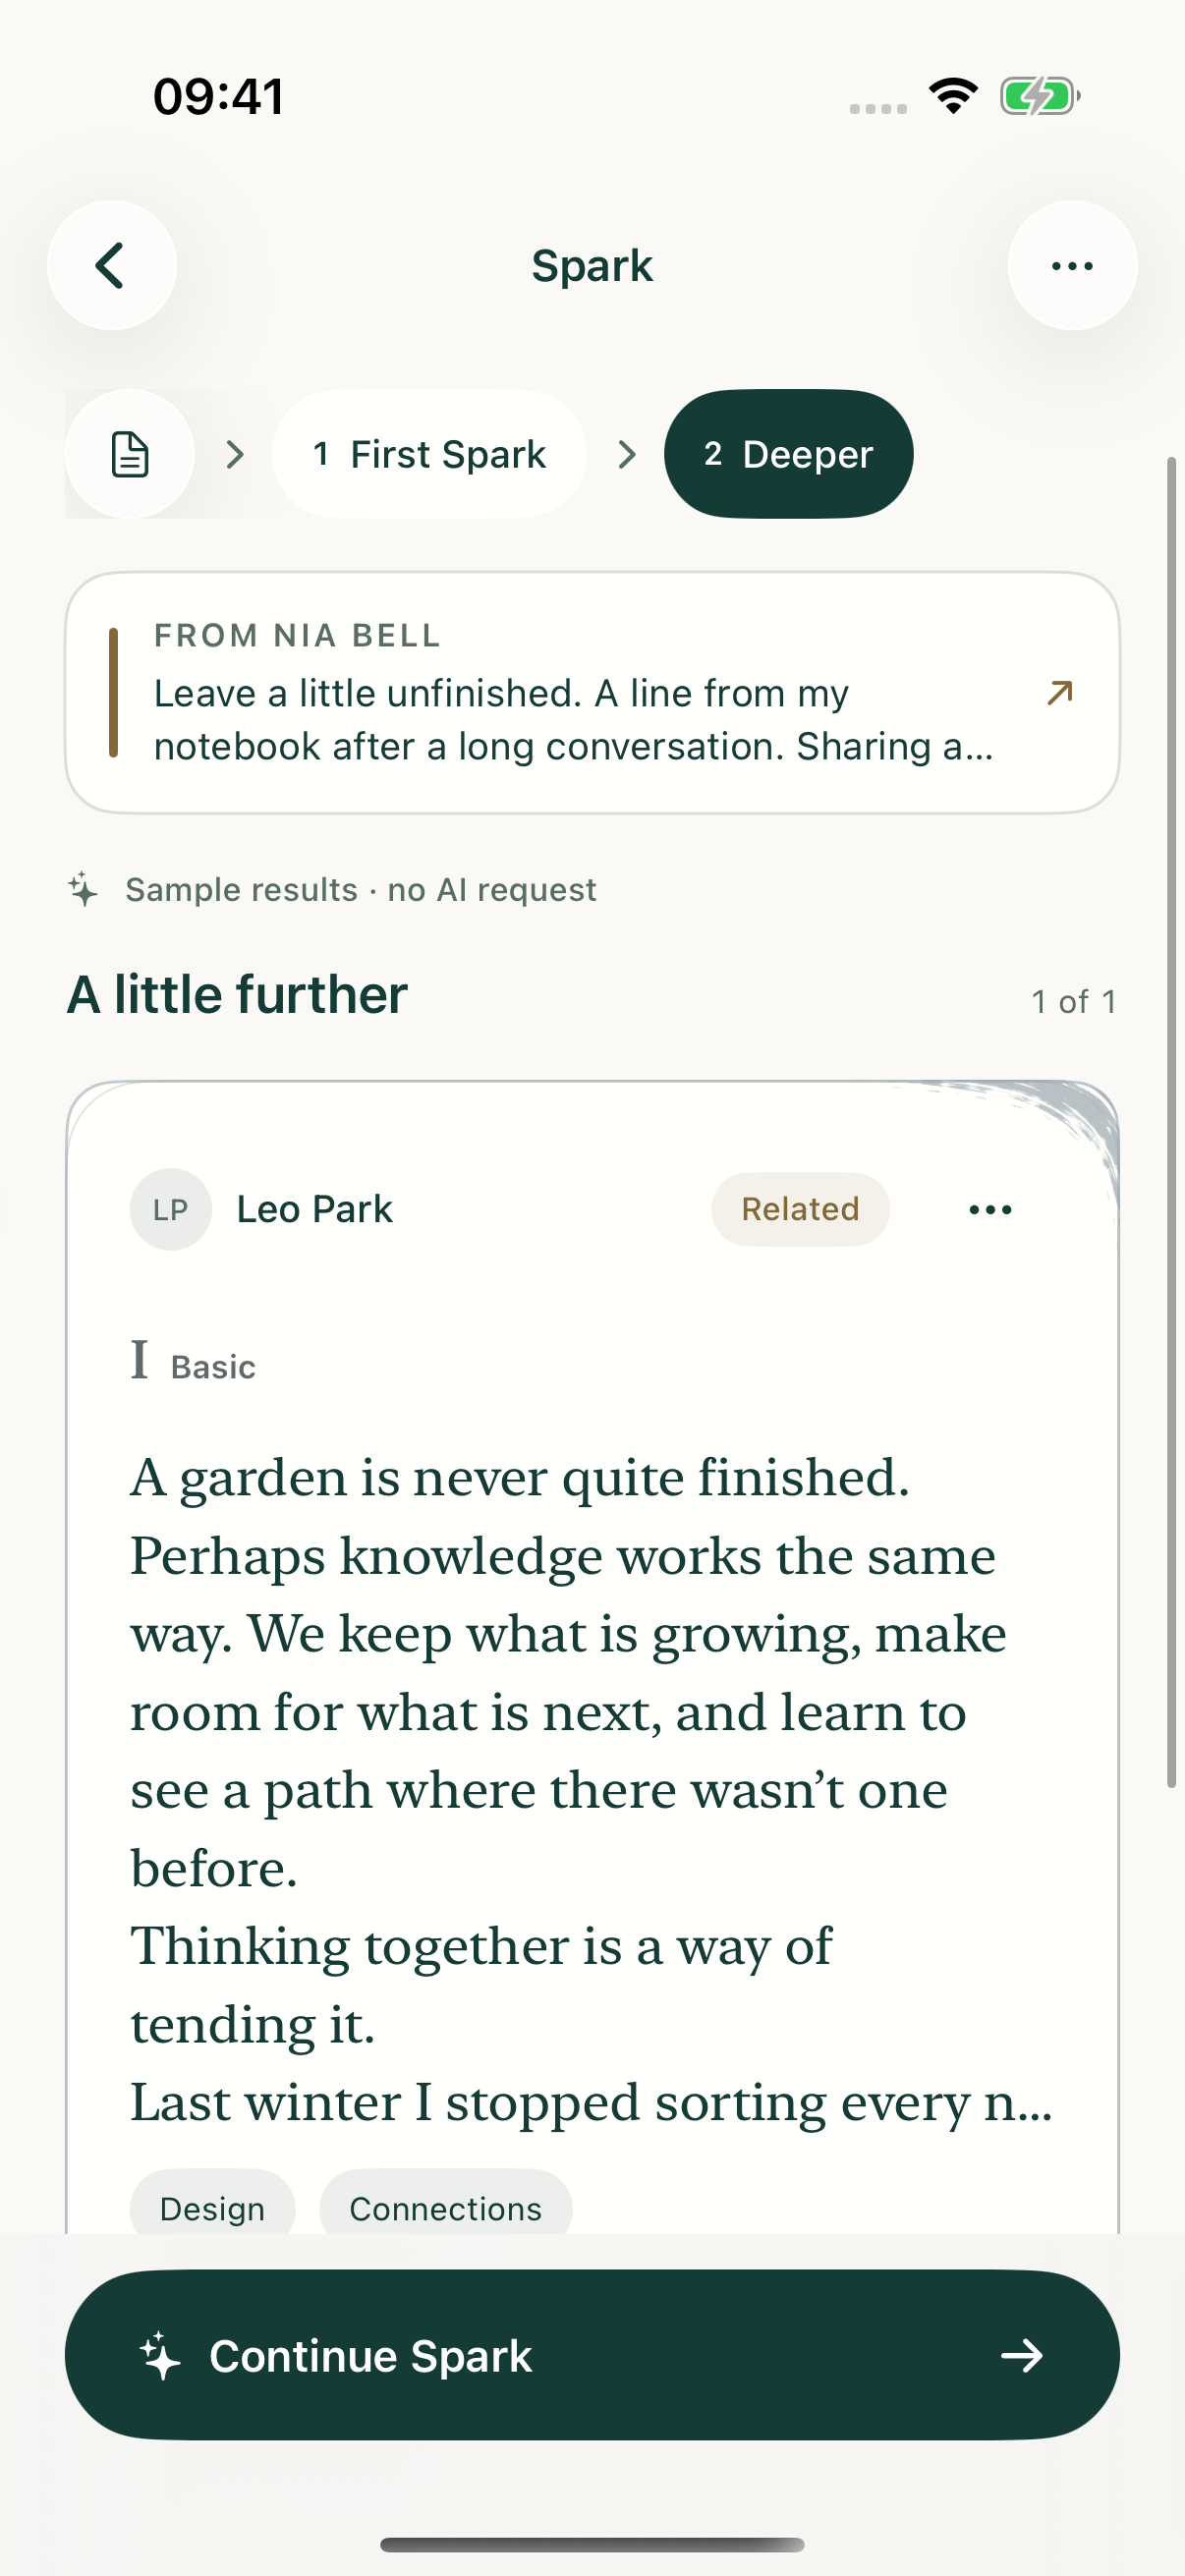 09:41
Spark
1 First Spark
2 Deeper
FROM NIA BELL
Leave a little unfinished. A line from my
notebook after a long conversation. Sharing a...
Sample results · no AI request
A little further
1 of 1
LP Leo Park
Related
I Basic
A garden is never quite finished.
Perhaps knowledge works the same
way. We keep what is growing, make
room for what is next, and learn to
see a path where there wasn’t one
before.
Thinking together is a way of
tending it.
Last winter I stopped sorting every n...
Design
Connections
Continue Spark